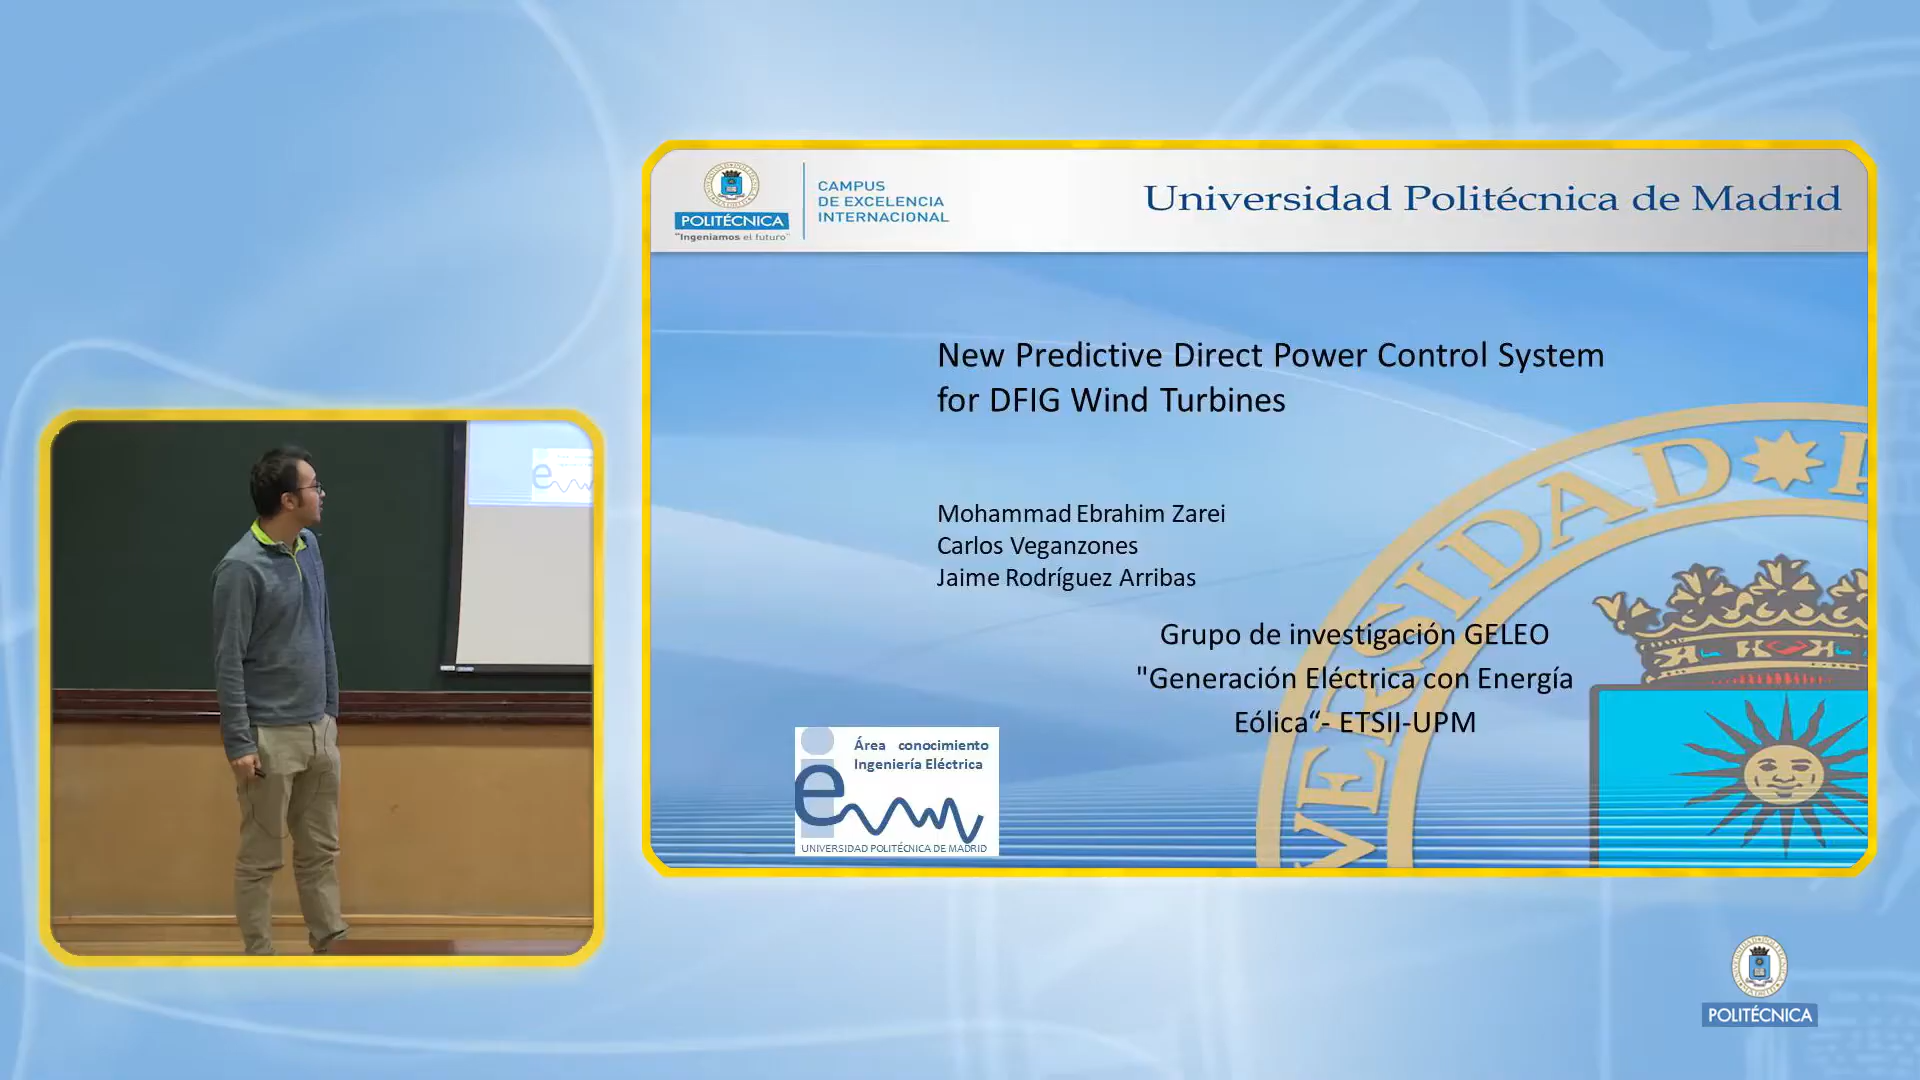 POLITÉCNICA
"Ingeniamos el futuro"
CAMPUS
DE EXCELENCIA
INTERNACIONAL
Universidad Politécnica de Madrid
New Predictive Direct Power Control System
for DFIG Wind Turbines
Mohammad Ebrahim Zarei
Carlos Veganzones
Jaime Rodríguez Arribas
Grupo de investigación GELEO
"Generación Eléctrica con Energía
Eólica“- ETSII-UPM
Área conocimiento
Ingeniería Eléctrica
e
UNIVERSIDAD POLITÉCNICA DE MADRID
VERSIDAD
POLITÉCNICA